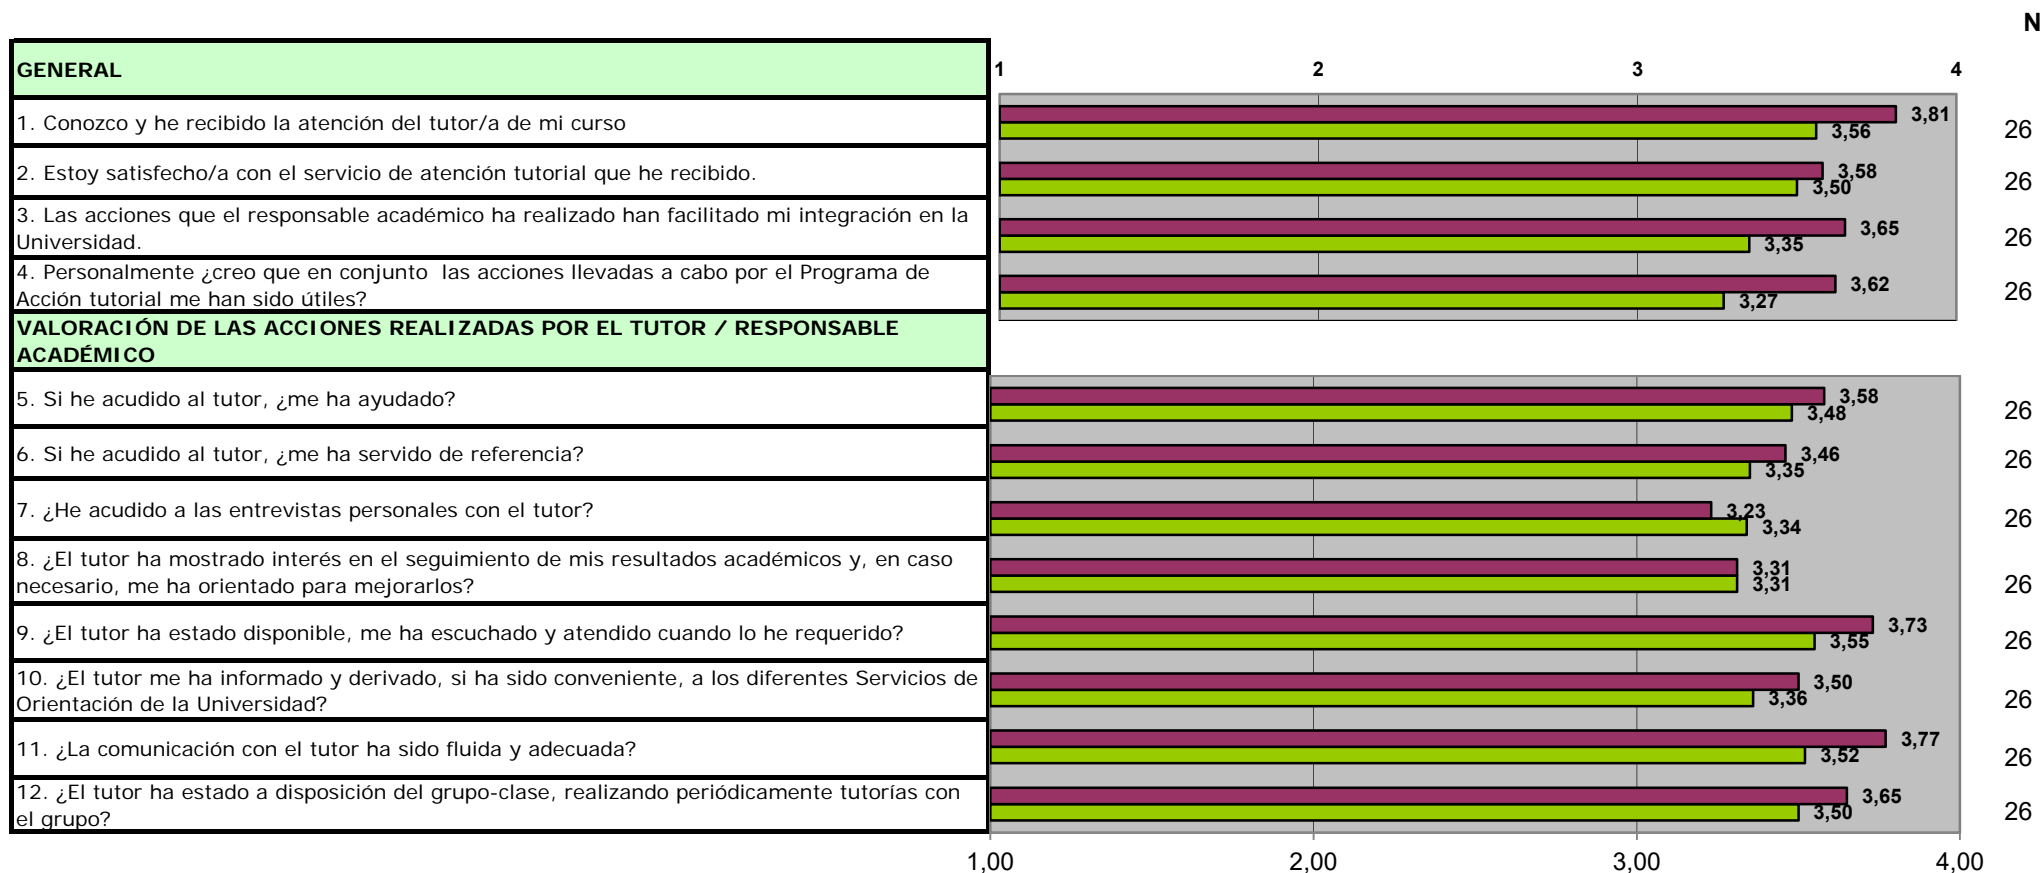 N
GENERAL
1 2 3 4
1. Conozco y he recibido la atención del tutor/a de mi curso
3,81
3,56
26
2. Estoy satisfecho/a con el servicio de atención tutorial que he recibido.
3,58
3,50
26
3. Las acciones que el responsable académico ha realizado han facilitado mi integración en la
Universidad.
3,65
3,35
26
4. Personalmente ¿creo que en conjunto las acciones llevadas a cabo por el Programa de
Acción tutorial me han sido útiles?
3,62
3,27
26
VALORACIÓN DE LAS ACCIONES REALIZADAS POR EL TUTOR / RESPONSABLE
ACADÉMICO
5. Si he acudido al tutor, ¿me ha ayudado?
3,58
3,48
26
6. Si he acudido al tutor, ¿me ha servido de referencia?
3,46
3,35
26
7. ¿He acudido a las entrevistas personales con el tutor?
3,23
3,34
26
8. ¿El tutor ha mostrado interés en el seguimiento de mis resultados académicos y, en caso
necesario, me ha orientado para mejorarlos?
3,31
3,31
26
9. ¿El tutor ha estado disponible, me ha escuchado y atendido cuando lo he requerido?
3,73
3,55
26
10. ¿El tutor me ha informado y derivado, si ha sido conveniente, a los diferentes Servicios de
Orientación de la Universidad?
3,50
3,36
26
11. ¿La comunicación con el tutor ha sido fluida y adecuada?
3,77
3,52
26
12. ¿El tutor ha estado a disposición del grupo-clase, realizando periódicamente tutorías con
el grupo?
3,65
3,50
26
1,00 2,00 3,00 4,00